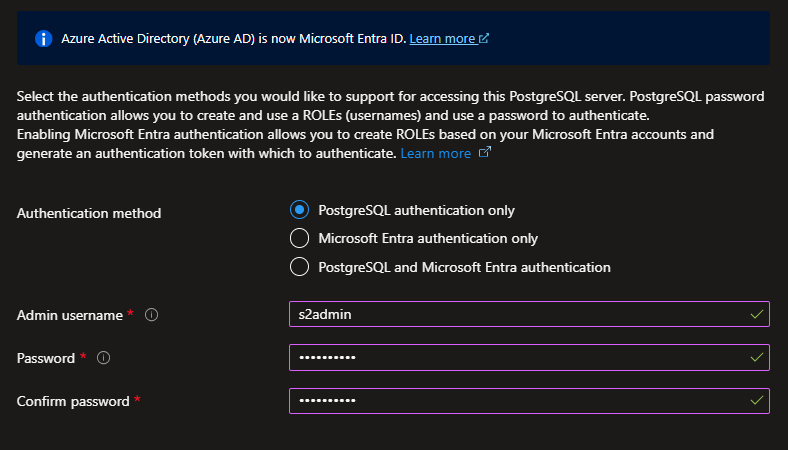 Azure Active Directory (Azure AD) is now Microsoft Entra ID. Learn more
Select the authentication methods you would like to support for accessing this PostgreSQL server. PostgreSQL password
authentication allows you to create and use a ROLEs (usernames) and use a password to authenticate.
Enabling Microsoft Entra authentication allows you to create ROLEs based on your Microsoft Entra accounts and
generate an authentication token with which to authenticate. Learn more
Authentication method
PostgreSQL authentication only
Microsoft Entra authentication only
PostgreSQL and Microsoft Entra authentication
Admin username * s2admin
Password * ••••••••••
Confirm password * ••••••••••